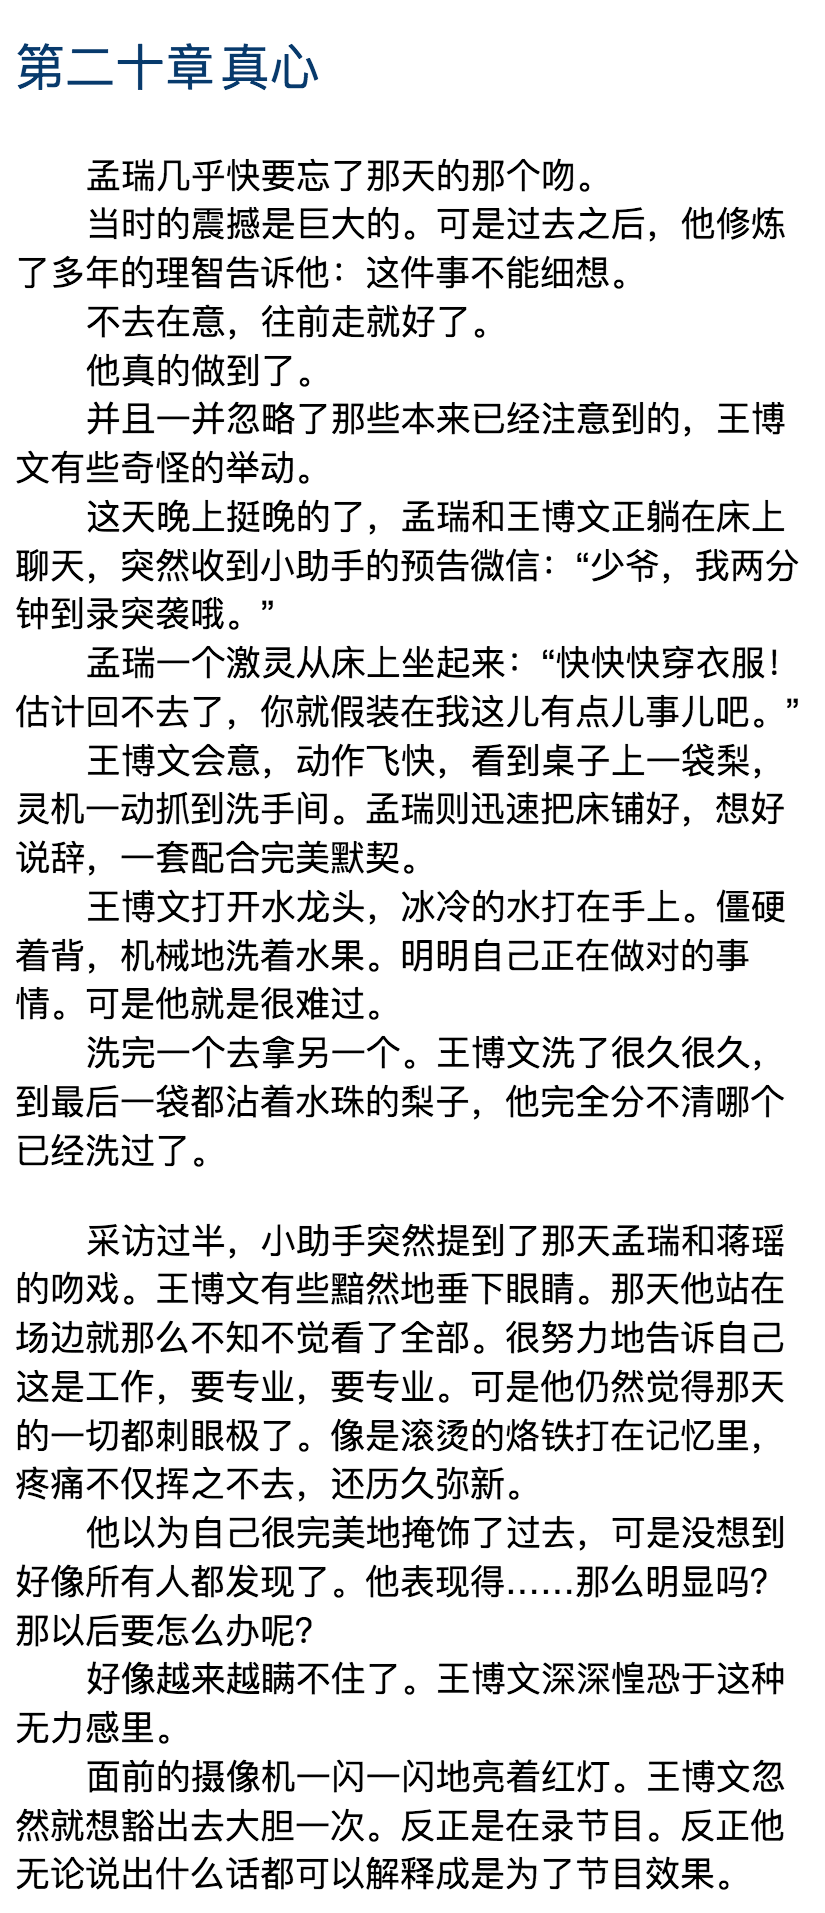 第二十章 真心
孟瑞几乎快要忘了那天的那个吻。
当时的震撼是巨大的。可是过去之后，他修炼
了多年的理智告诉他：这件事不能细想。
不去在意，往前走就好了。
他真的做到了。
并且一并忽略了那些本来已经注意到的，王博
文有些奇怪的举动。
这天晚上挺晚的了，孟瑞和王博文正躺在床上
聊天，突然收到小助手的预告微信：“少爷，我两分
钟到录突袭哦。”
孟瑞一个激灵从床上坐起来：“快快快穿衣服！
估计回不去了，你就假装在我这儿有点儿事儿吧。”
王博文会意，动作飞快，看到桌子上一袋梨，
灵机一动抓到洗手间。孟瑞则迅速把床铺好，想好
说辞，一套配合完美默契。
王博文打开水龙头，冰冷的水打在手上。僵硬
着背，机械地洗着水果。明明自己正在做对的事
情。可是他就是很难过。
洗完一个去拿另一个。王博文洗了很久很久，
到最后一袋都沾着水珠的梨子，他完全分不清哪个
已经洗过了。
采访过半，小助手突然提到了那天孟瑞和蒋瑶
的吻戏。王博文有些黯然地垂下眼睛。那天他站在
场边就那么不知不觉看了全部。很努力地告诉自己
这是工作，要专业，要专业。可是他仍然觉得那天
的一切都刺眼极了。像是滚烫的烙铁打在记忆里，
疼痛不仅挥之不去，还历久弥新。
他以为自己很完美地掩饰了过去，可是没想到
好像所有人都发现了。他表现得……那么明显吗？
那以后要怎么办呢？
好像越来越瞒不住了。王博文深深惶恐于这种
无力感里。
面前的摄像机一闪一闪地亮着红灯。王博文忽
然就想豁出去大胆一次。反正是在录节目。反正他
无论说出什么话都可以解释成是为了节目效果。